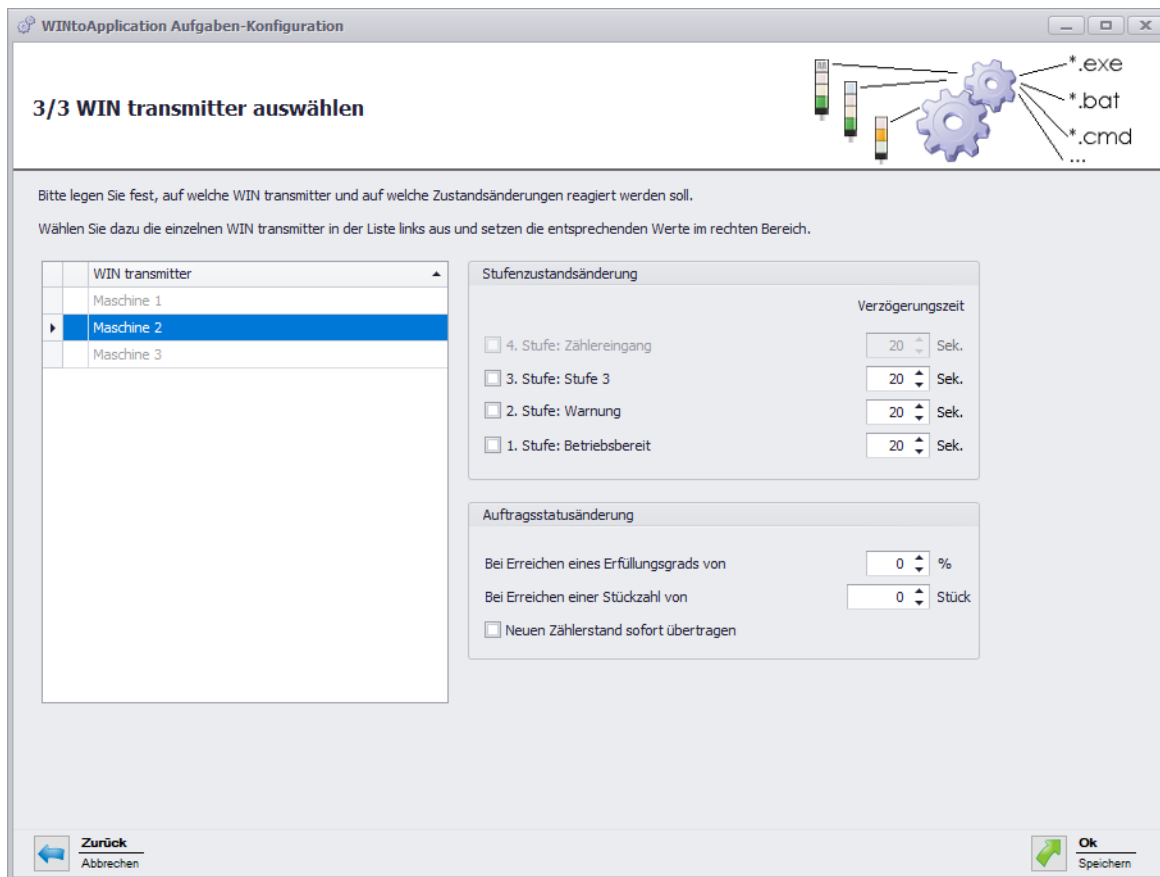 WINtoApplication Aufgaben-Konfiguration
3/3 WIN transmitter auswählen
*.exe
*.bat
*.cmd
...
Bitte legen Sie fest, auf welche WIN transmitter und auf welche Zustandsänderungen reagiert werden soll.
Wählen Sie dazu die einzelnen WIN transmitter in der Liste links aus und setzen die entsprechenden Werte im rechten Bereich.
WIN transmitter
Maschine 1
Maschine 2
Maschine 3
Stufenzustandsänderung
Verzögerungszeit
4. Stufe: Zählereingang 20 Sek.
3. Stufe: Stufe 3 20 Sek.
2. Stufe: Warnung 20 Sek.
1. Stufe: Betriebsbereit 20 Sek.
Auftragsstatusänderung
Bei Erreichen eines Erfüllungsgrads von 0 %
Bei Erreichen einer Stückzahl von 0 Stück
Neuen Zählerstand sofort übertragen
Zurück
Abbrechen
Ok
Speichern